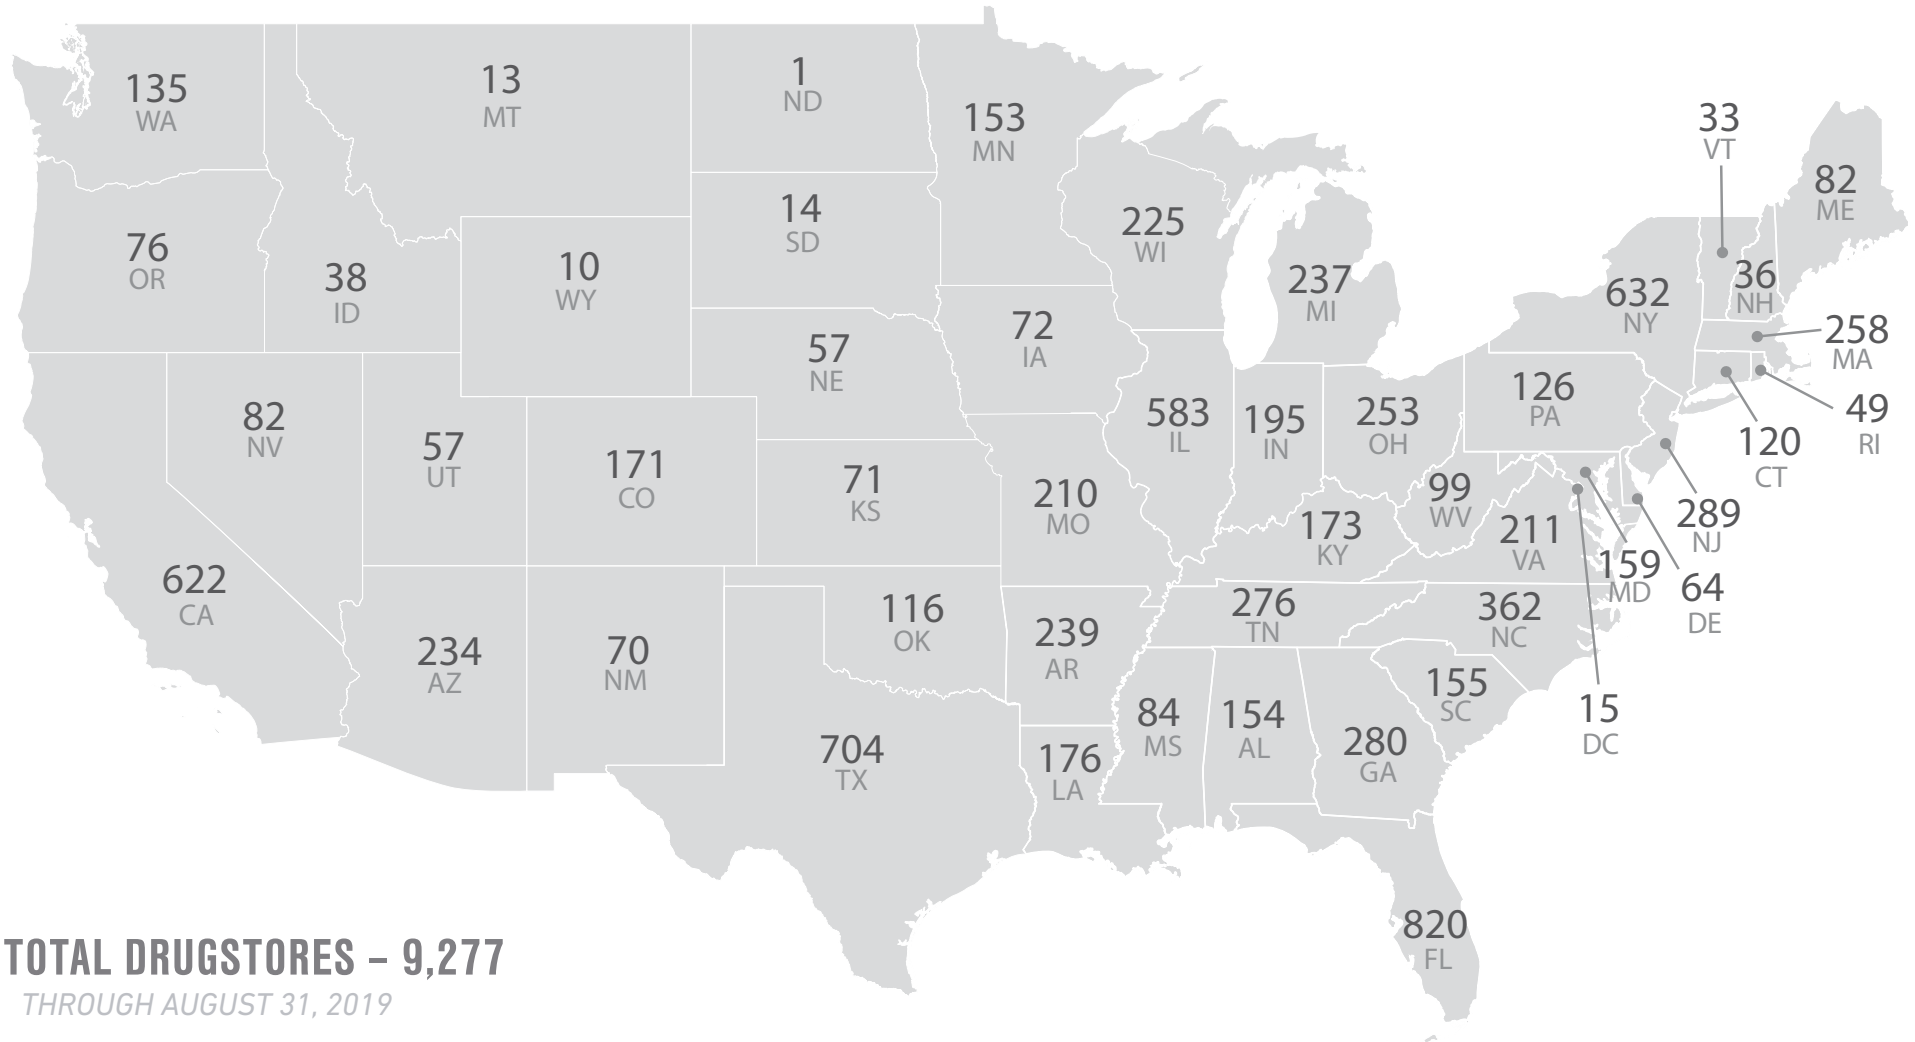 135
WA
13
MT
1
ND
153
MN
33
VT
82
ME
76
OR
38
ID
10
WY
14
SD
225
WI
237
MI
632
NY
36
NH
258
MA
72
IA
57
NE
82
NV
57
UT
171
CO
71
KS
210
MO
583
IL
195
IN
253
OH
126
PA
49
RI
120
CT
99
WV
289
NJ
173
KY
211
VA
159
MD
64
DE
622
CA
234
AZ
70
NM
116
OK
239
AR
276
TN
362
NC
155
SC
15
DC
704
TX
176
LA
84
MS
154
AL
280
GA
820
FL
TOTAL DRUGSTORES – 9,277
THROUGH AUGUST 31, 2019